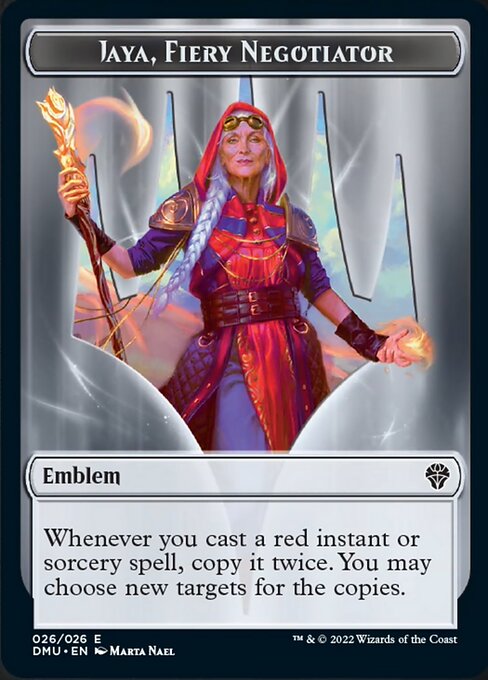 Jaya, Fiery Negotiator
Emblem
Whenever you cast a red instant or
sorcery spell, copy it twice. You may
choose new targets for the copies.
026/026 E
DMU • EN Marta Nael
™ & © 2022 Wizards of the Coast